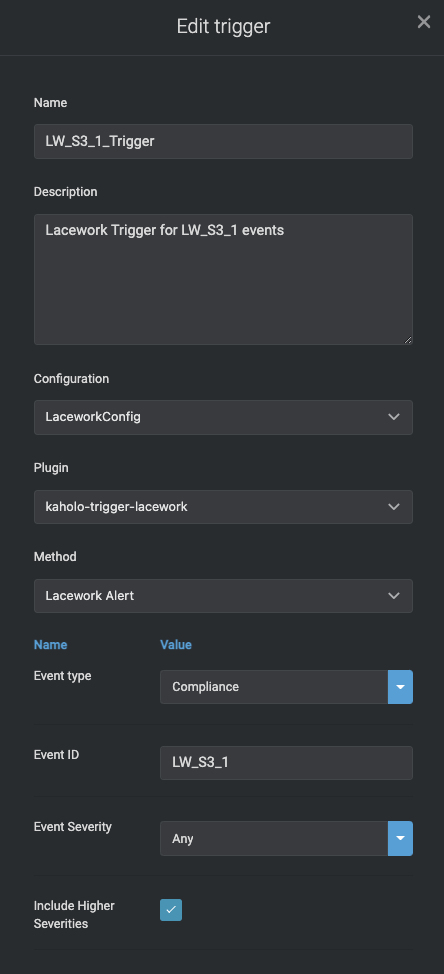 Edit trigger
Name
LW_S3_1_Trigger
Description
Lacework Trigger for LW_S3_1 events
Configuration
LaceworkConfig
Plugin
kaholo-trigger-lacework
Method
Lacework Alert
Name Value
Event type Compliance
Event ID LW_S3_1
Event Severity Any
Include Higher
Severities